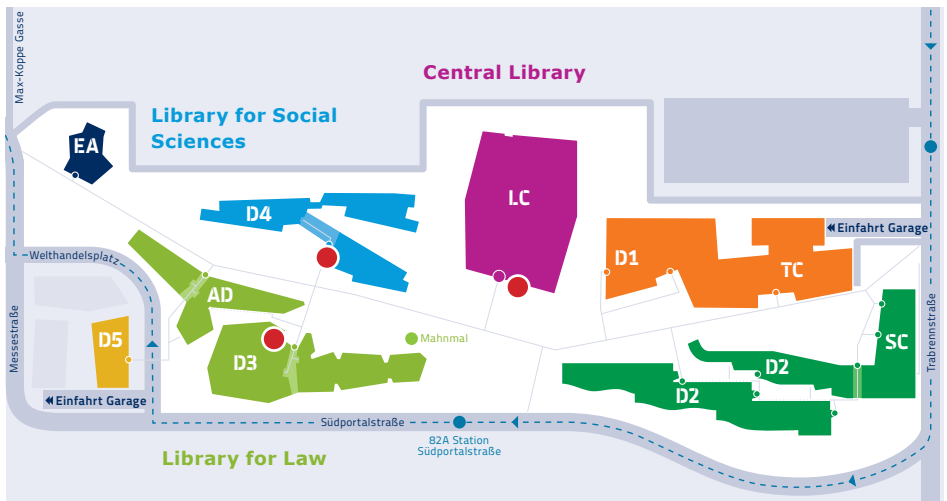 Max-Koppe Gasse
Central Library
Library for Social
Sciences
EA
LC
D4
Einfahrt Garage
D1
TC
Welthandelsplatz
AD
Messestraße
D5
D3
Mahnmal
SC
Trabrennstraße
D2
D2
Einfahrt Garage
Südportalstraße
82A Station
Südportalstraße
Library for Law